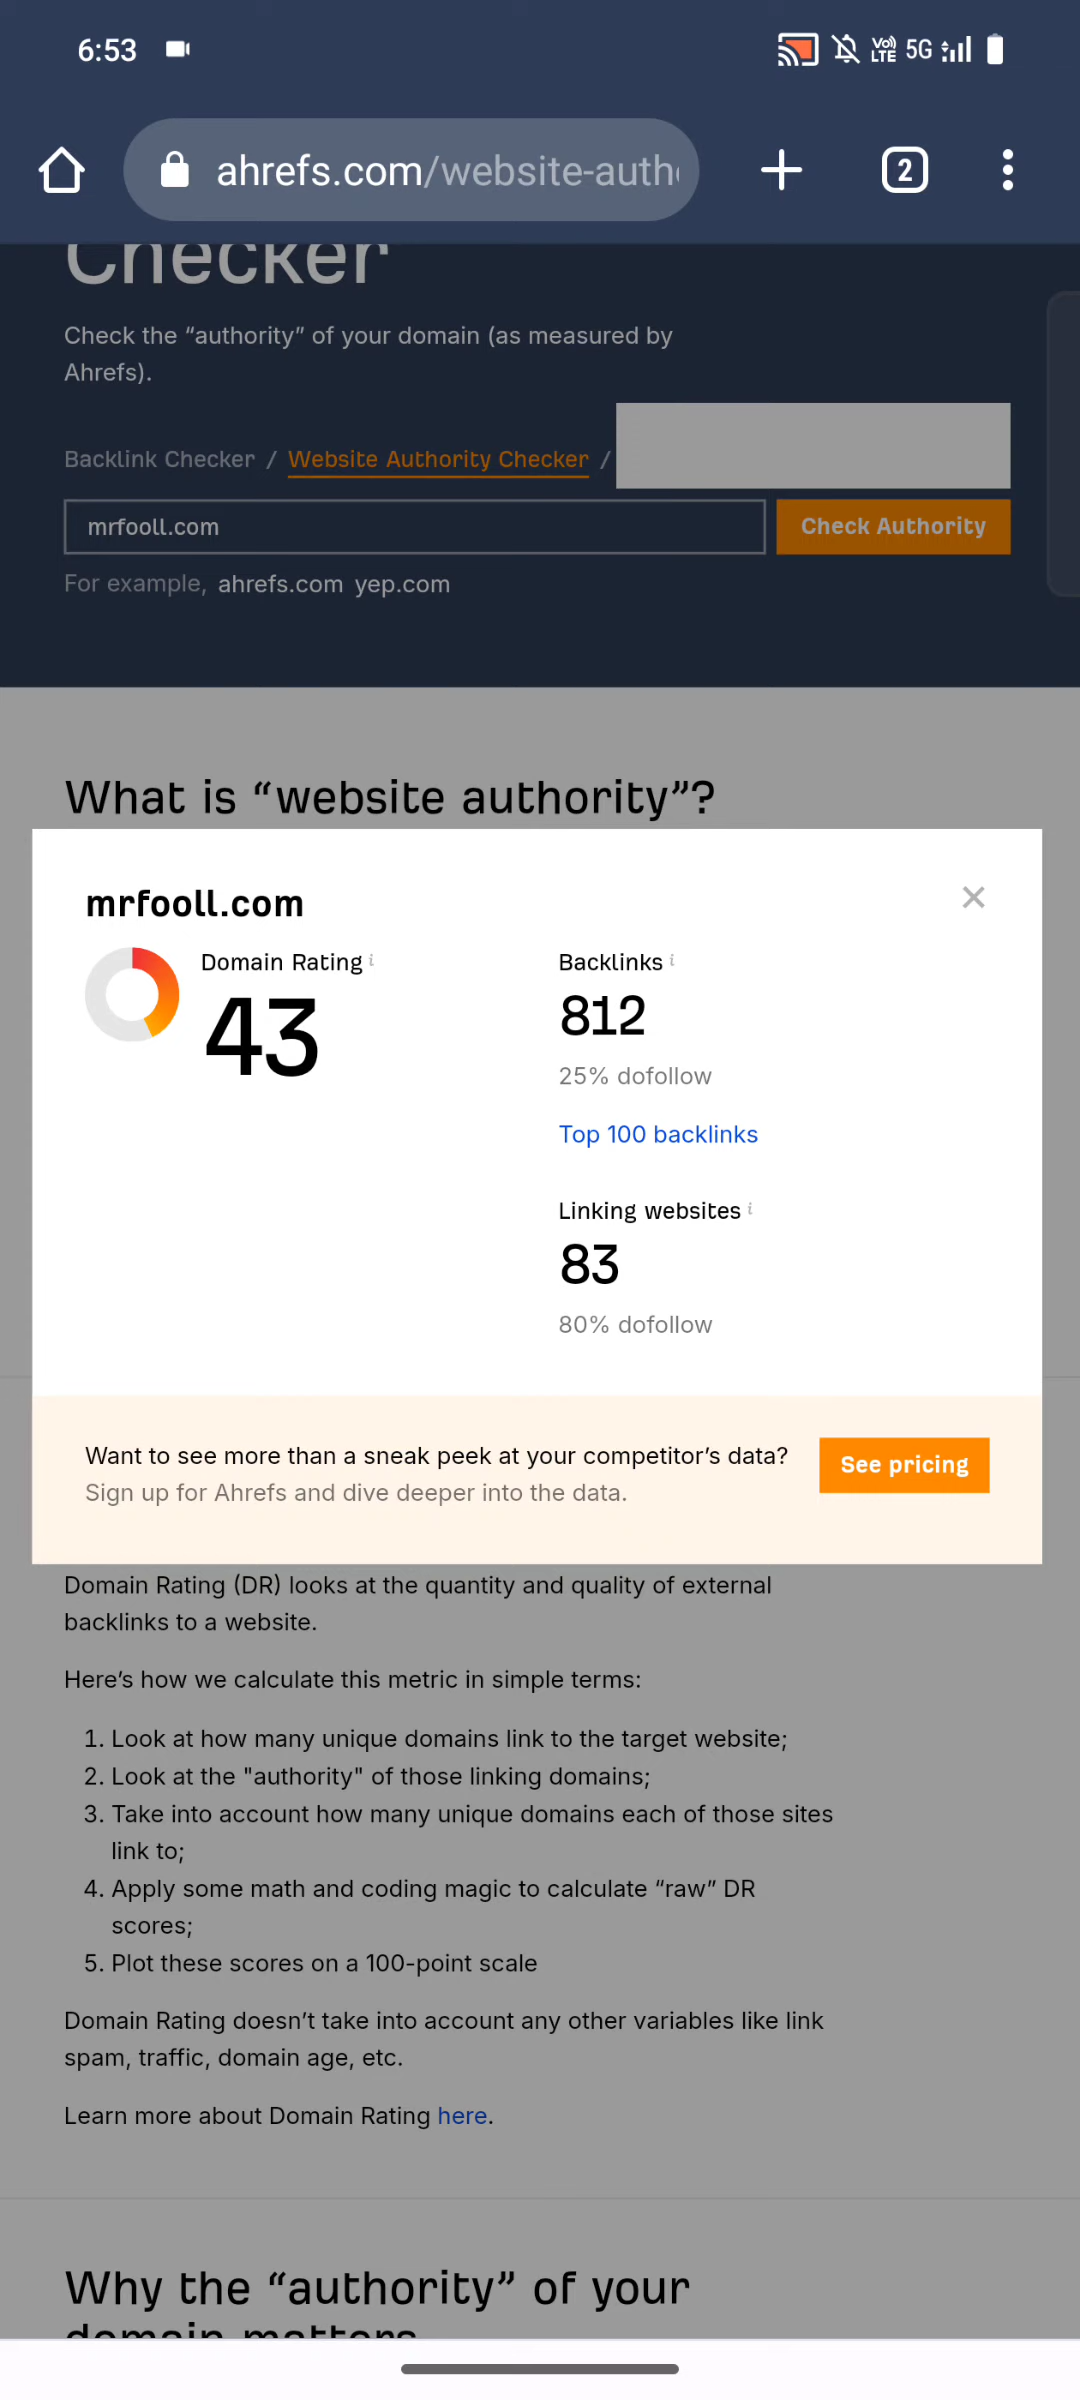 6:53
Vo)) LTE 5G
ahrefs.com/website-auth
2
Checker
Check the “authority” of your domain (as measured by
Ahrefs).
Backlink Checker / Website Authority Checker /
mrfooll.com
Check Authority
For example, ahrefs.com yep.com
What is “website authority”?
mrfooll.com
Domain Rating i
43
Backlinks i
812
25% dofollow
Top 100 backlinks
Linking websites i
83
80% dofollow
Want to see more than a sneak peek at your competitor’s data?
Sign up for Ahrefs and dive deeper into the data.
See pricing
Domain Rating (DR) looks at the quantity and quality of external
backlinks to a website.
Here’s how we calculate this metric in simple terms:
1. Look at how many unique domains link to the target website;
2. Look at the "authority" of those linking domains;
3. Take into account how many unique domains each of those sites
link to;
4. Apply some math and coding magic to calculate “raw” DR
scores;
5. Plot these scores on a 100-point scale
Domain Rating doesn’t take into account any other variables like link
spam, traffic, domain age, etc.
Learn more about Domain Rating here.
Why the “authority” of your
domain matters